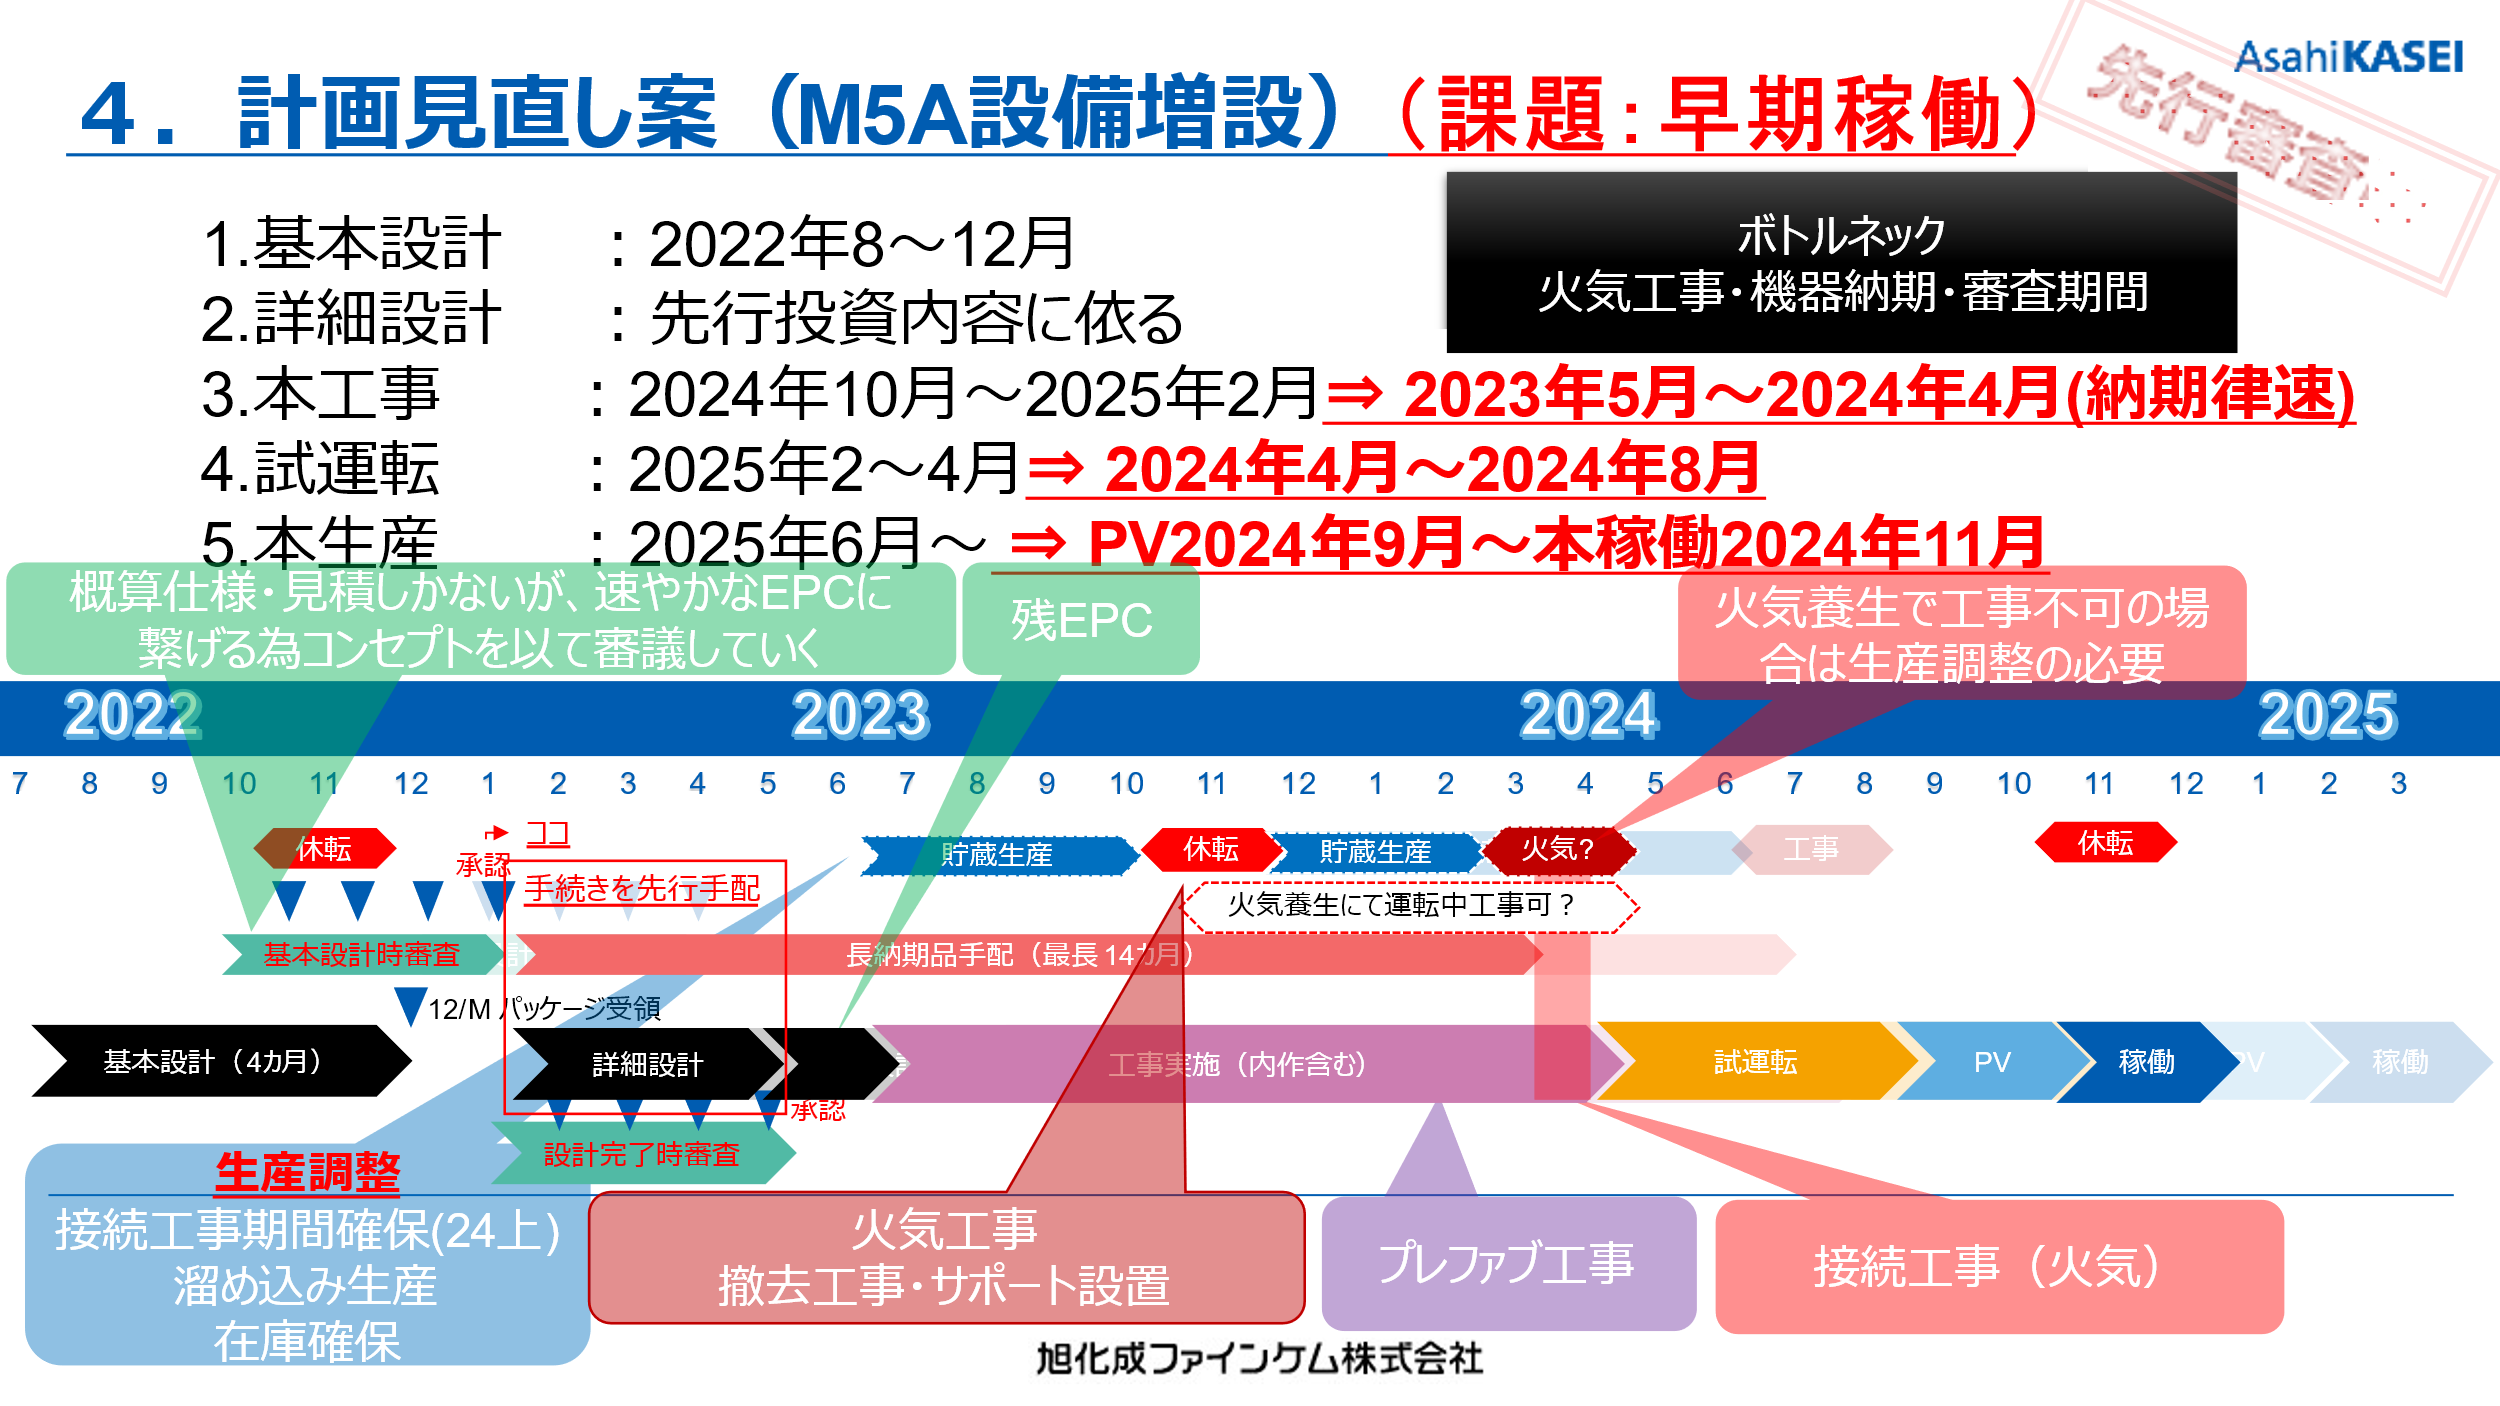 AsahiKASEI
先行審査
4．計画見直し案（M5A設備増設）（課題：早期稼働）
ボトルネック
火気工事・機器納期・審査期間
1.基本設計　：2022年8～12月
2.詳細設計　：先行投資内容に依る
3.本工事　：2024年10月～2025年2月⇒ 2023年5月～2024年4月(納期律速)
4.試運転　：2025年2～4月⇒ 2024年4月～2024年8月
5.本生産　：2025年6月～ ⇒ PV2024年9月～本稼働2024年11月
概算仕様・見積しかないが、速やかなEPCに
繋げる為コンセプトを以て審議していく
残EPC
火気養生で工事不可の場
合は生産調整の必要
2022 2023 2024 2025
7 8 9 10 11 12 1 2 3 4 5 6 7 8 9 10 11 12 1 2 3 4 5 6 7 8 9 10 11 12 1 2 3
休転
承認
ココ
貯蔵生産
休転
貯蔵生産
火気?
工事
休転
手続きを先行手配
火気養生にて運転中工事可？
基本設計時審査
計
長納期品手配（最長14カ月）
12/M パッケージ受領
基本設計（4カ月）
詳細設計
工事実施（内作含む）
試運転
PV
稼働
PV
稼働
承認
設計完了時審査
生産調整
接続工事期間確保(24上)
溜め込み生産
在庫確保
火気工事
撤去工事・サポート設置
プレファブ工事
接続工事（火気）
旭化成ファインケム株式会社